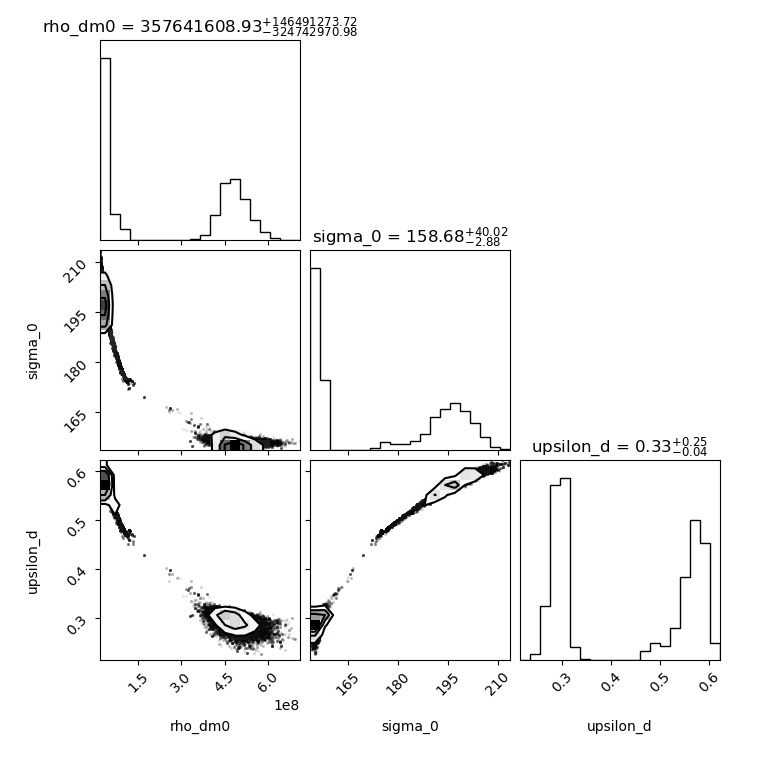 rho_dm0 = 357641608.93+146491273.72−324742970.98
sigma_0 = 158.68+40.02−2.88
210
195
180
165
sigma_0
upsilon_d = 0.33+0.25−0.04
0.6
0.5
0.4
0.3
upsilon_d
1.5 3.0 4.5 6.0
1e8
rho_dm0
165 180 195 210
sigma_0
0.3 0.4 0.5 0.6
upsilon_d